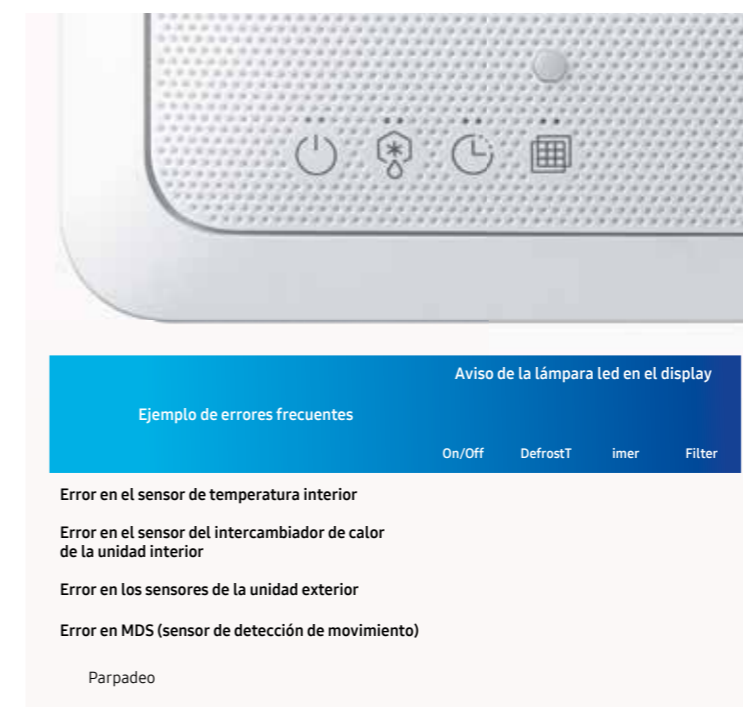 Aviso de la lámpara led en el display
Ejemplo de errores frecuentes
On/Off DefrostT imer Filter
Error en el sensor de temperatura interior
Error en el sensor del intercambiador de calor
de la unidad interior
Error en los sensores de la unidad exterior
Error en MDS (sensor de detección de movimiento)
Parpadeo